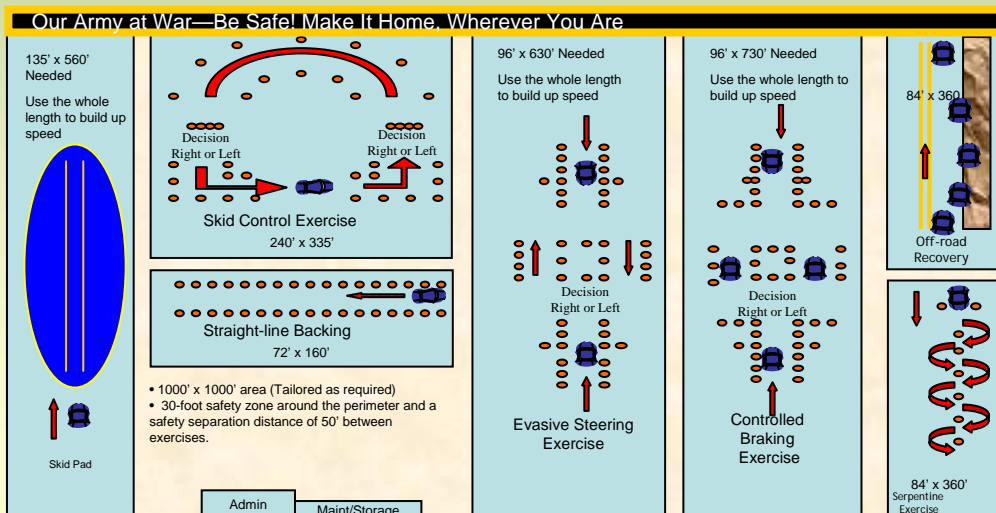 Our Army at War—Be Safe! Make It Home, Wherever You Are
135’ x 560’
Needed
Use the whole
length to build up
speed
Skid Pad
Decision
Right or Left
Decision
Right or Left
Skid Control Exercise
240’ x 335’
Straight-line Backing
72’ x 160’
• 1000’ x 1000’ area (Tailored as required)
• 30-foot safety zone around the perimeter and a
safety separation distance of 50’ between
exercises.
Admin
Maint/Storage
96’ x 630’ Needed
Use the whole length
to build up speed
Decision
Right or Left
Evasive Steering
Exercise
96’ x 730’ Needed
Use the whole length to
build up speed
Decision
Right or Left
Controlled
Braking
Exercise
84’ x 360
Off-road
Recovery
84’ x 360’
Serpentine
Exercise